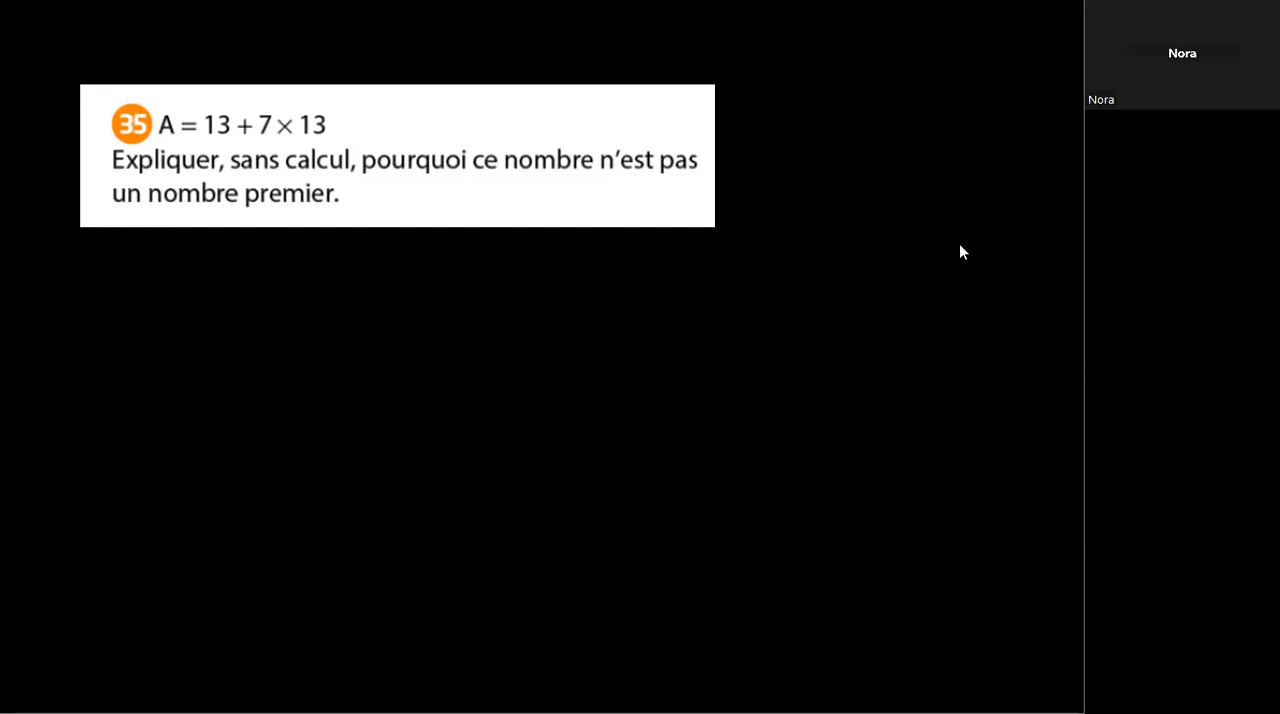 35 A = 13 + 7 × 13
Expliquer, sans calcul, pourquoi ce nombre n’est pas
un nombre premier.
Nora
Nora